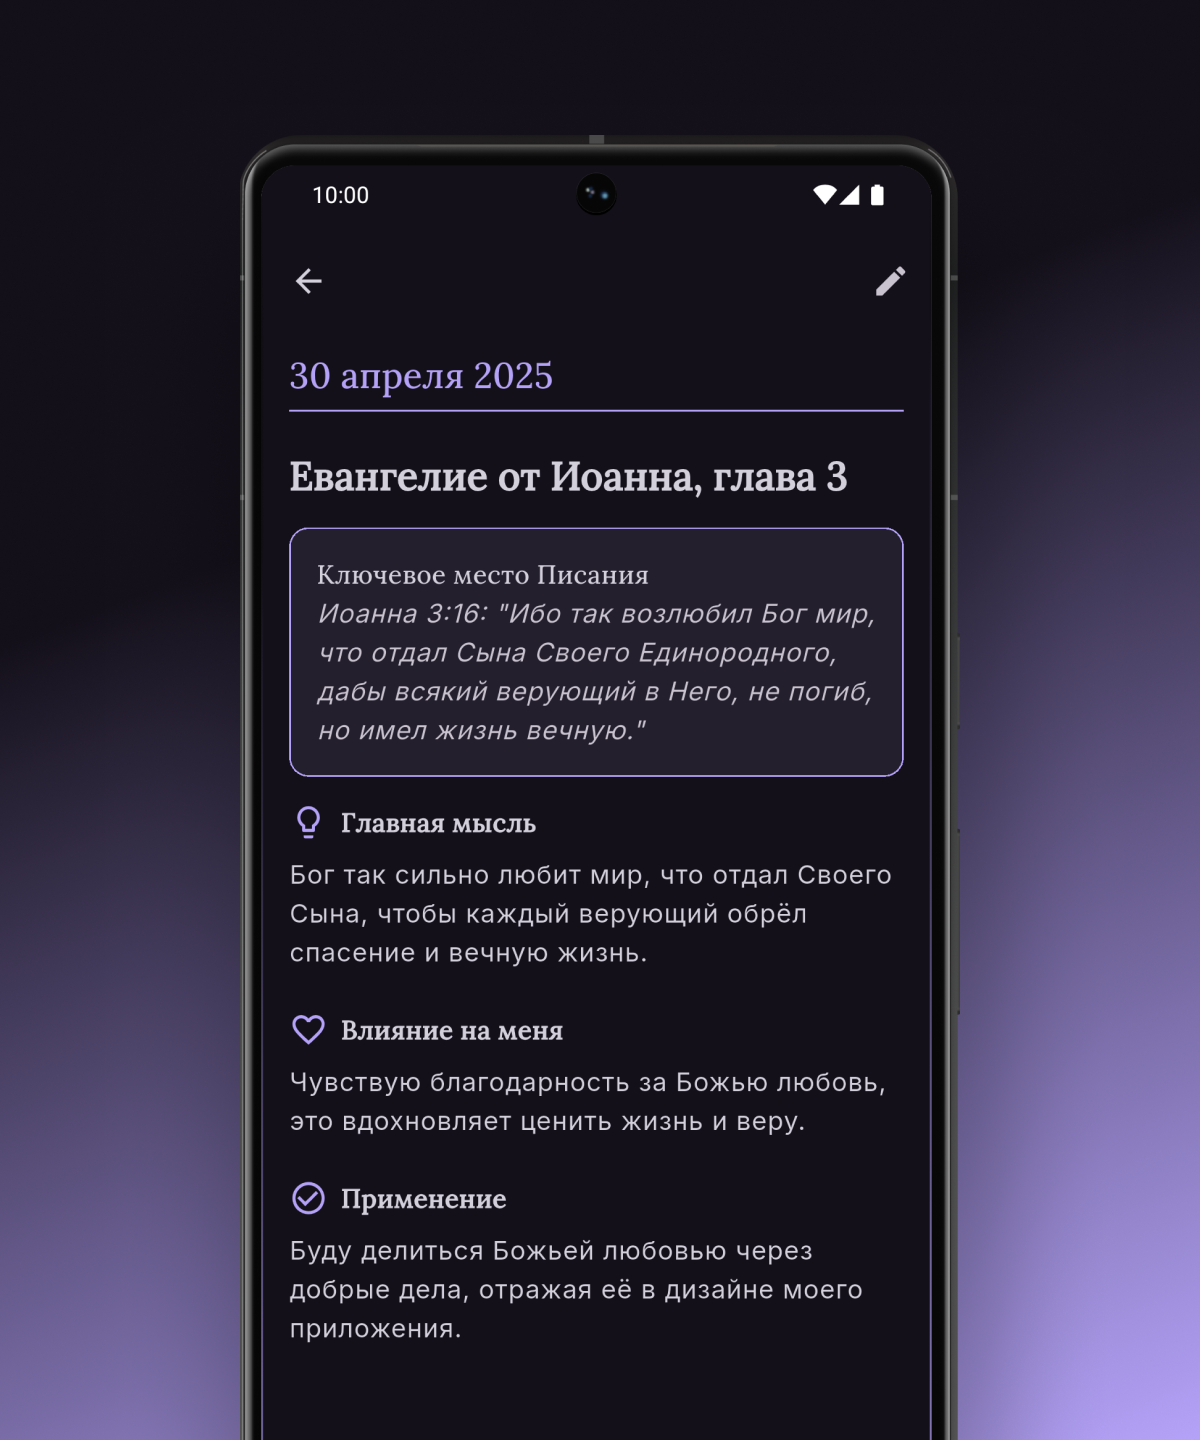 10:00
30 апреля 2025
Евангелие от Иоанна, глава 3
Ключевое место Писания
Иоанна 3:16: "Ибо так возлюбил Бог мир,
что отдал Сына Своего Единородного,
дабы всякий верующий в Него, не погиб,
но имел жизнь вечную."
Главная мысль
Бог так сильно любит мир, что отдал Своего
Сына, чтобы каждый верующий обрёл
спасение и вечную жизнь.
Влияние на меня
Чувствую благодарность за Божью любовь,
это вдохновляет ценить жизнь и веру.
Применение
Буду делиться Божьей любовью через
добрые дела, отражая её в дизайне моего
приложения.